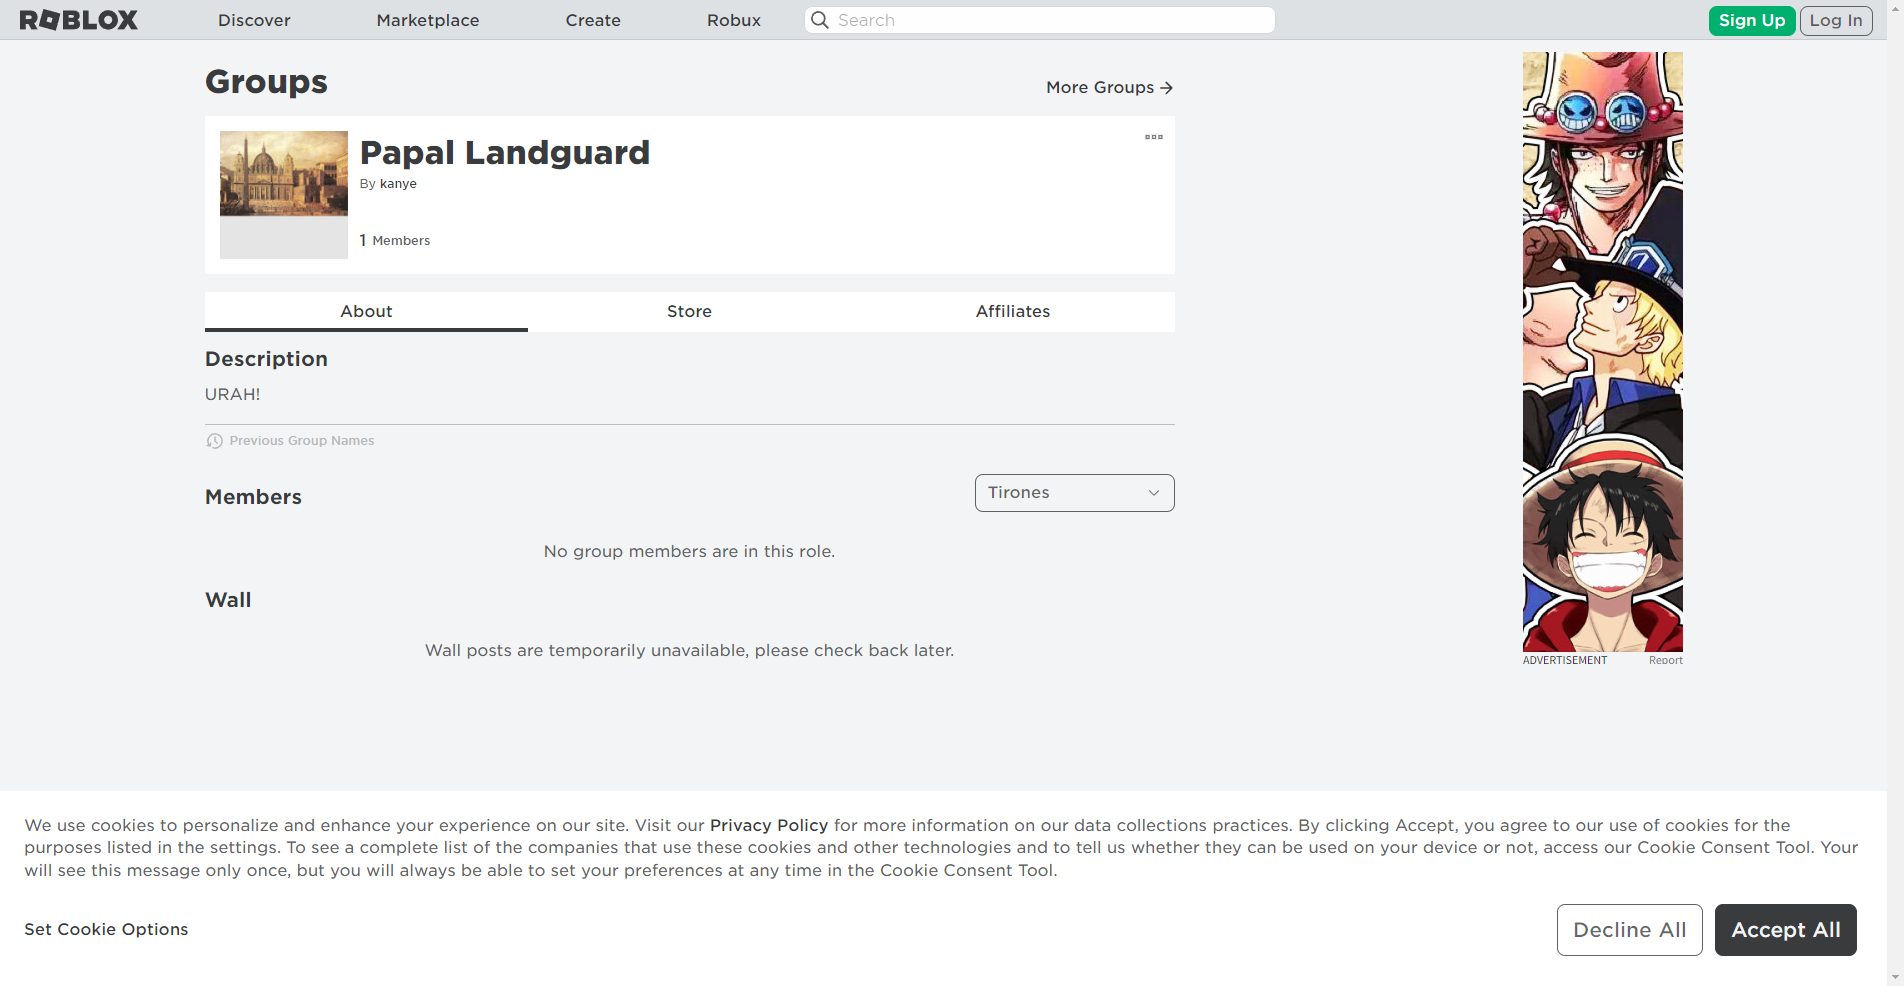 ROBLOX
Discover
Marketplace
Create
Robux
Search
Sign Up
Log In
Groups
More Groups
Papal Landguard
By kanye
1 Members
About
Store
Affiliates
Description
URAH!
Previous Group Names
Members
Tirones
No group members are in this role.
Wall
Wall posts are temporarily unavailable, please check back later.
ADVERTISEMENT
Report
We use cookies to personalize and enhance your experience on our site. Visit our Privacy Policy for more information on our data collections practices. By clicking Accept, you agree to our use of cookies for the
purposes listed in the settings. To see a complete list of the companies that use these cookies and other technologies and to tell us whether they can be used on your device or not, access our Cookie Consent Tool. Your
will see this message only once, but you will always be able to set your preferences at any time in the Cookie Consent Tool.
Set Cookie Options
Decline All
Accept All